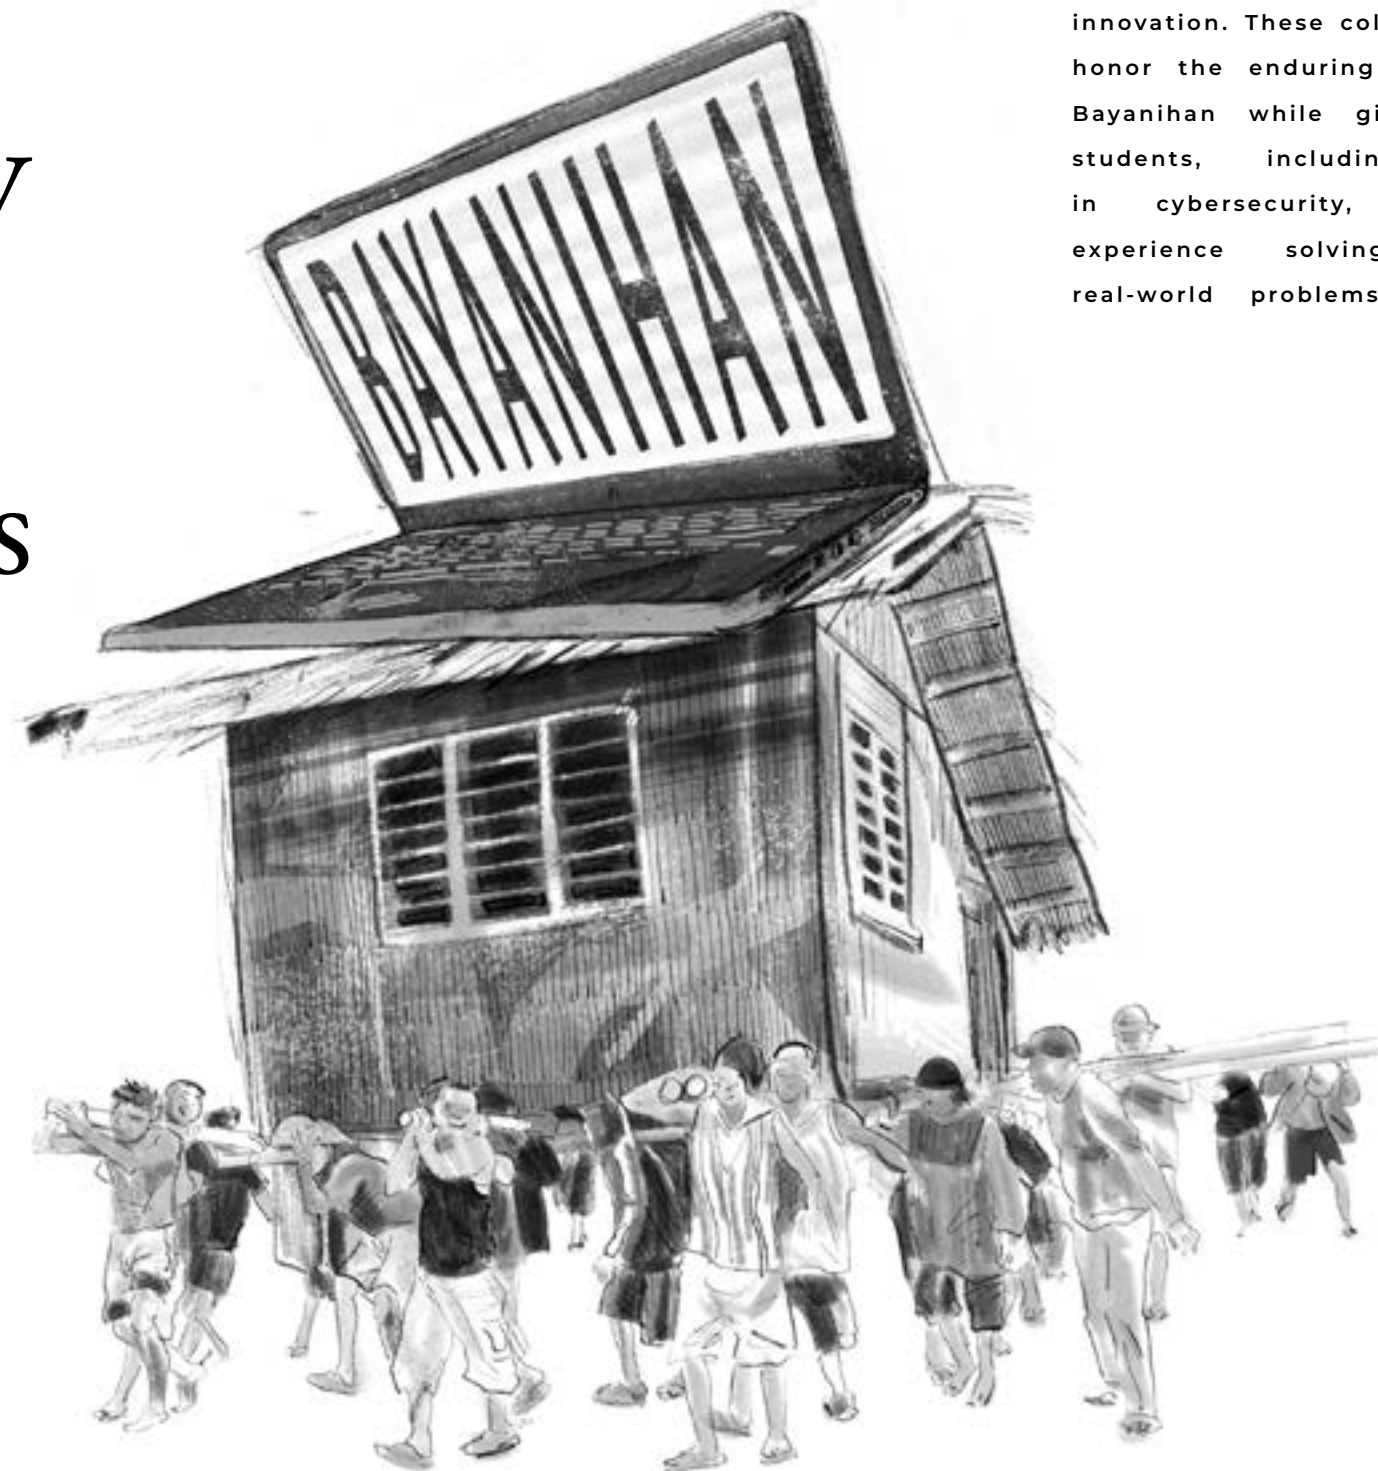 y
s
BAYANIHAN
innovation. These col
honor the enduring
Bayanihan while gi
students, includin
in cybersecurity,
experience solving
real-world problems